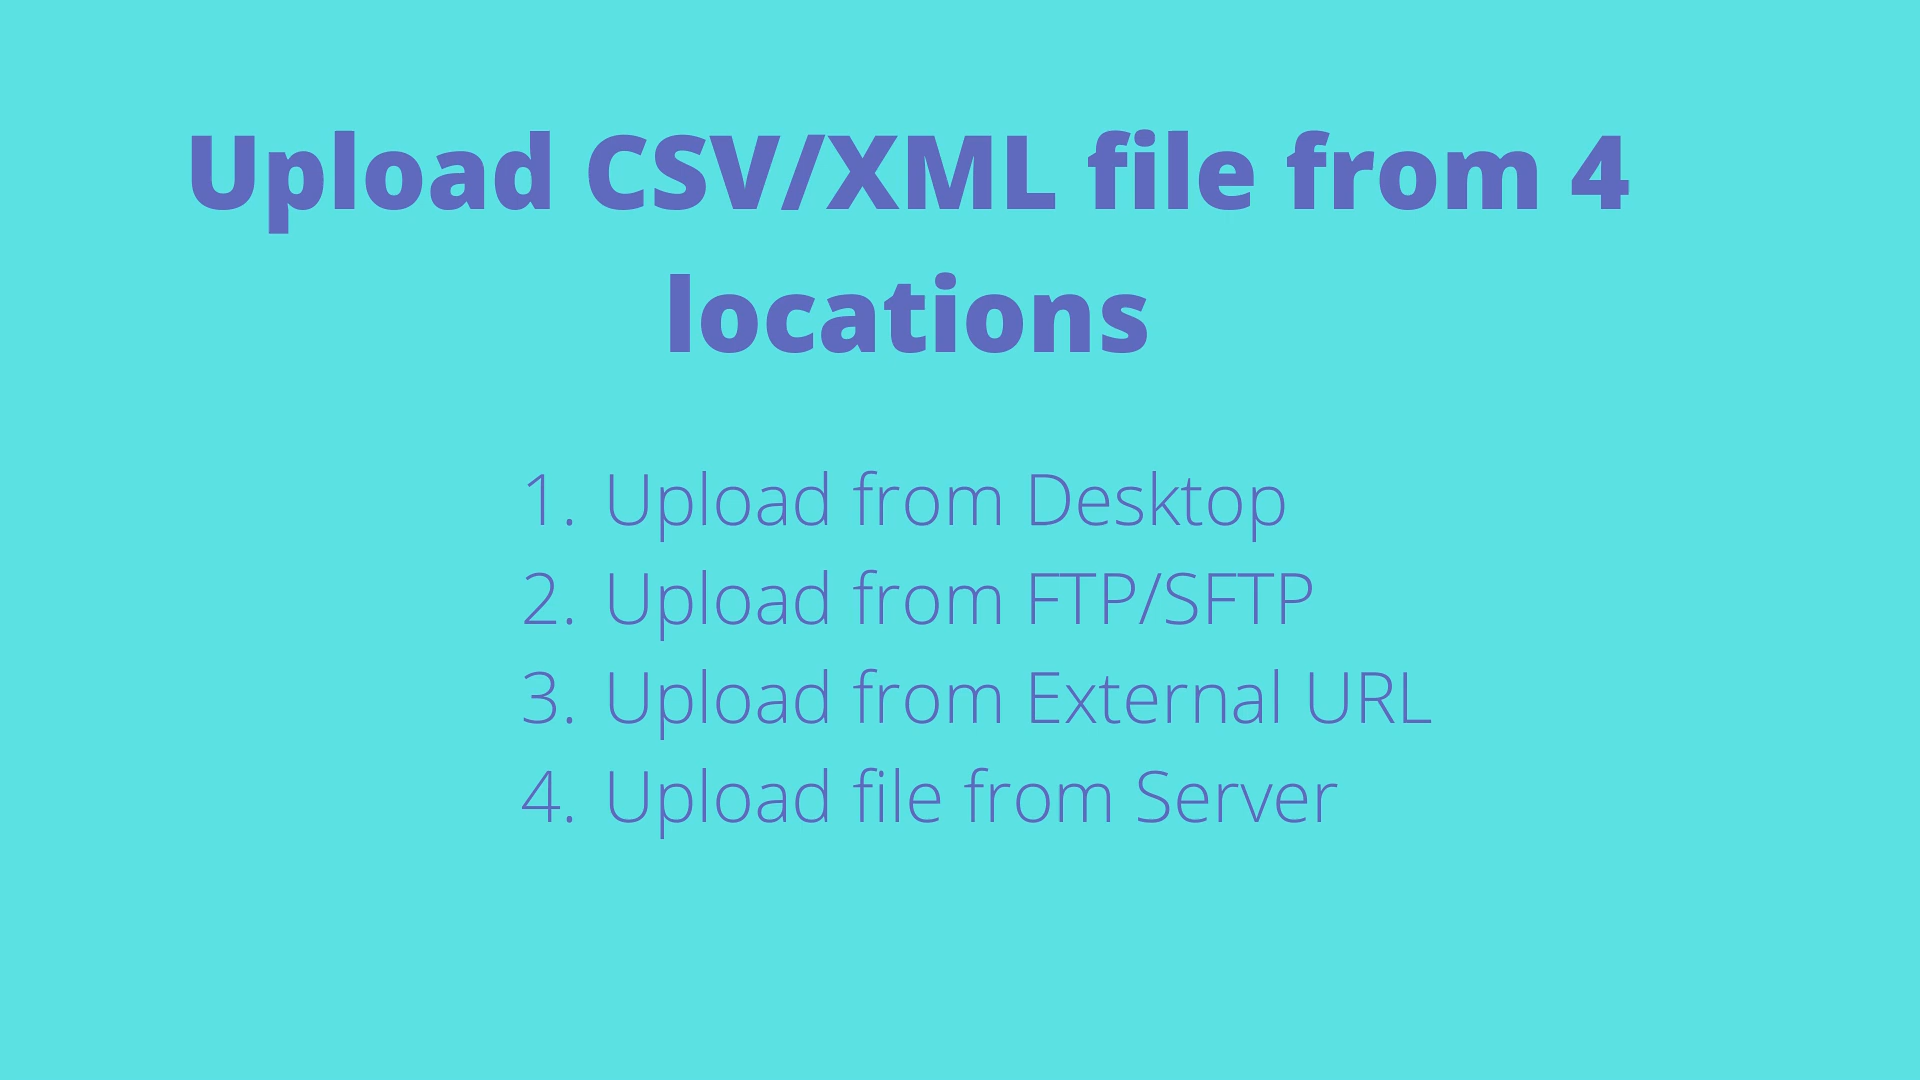 Upload CSV/XML file from 4
locations
1. Upload from Desktop
2. Upload from FTP/SFTP
3. Upload from External URL
4. Upload file from Server